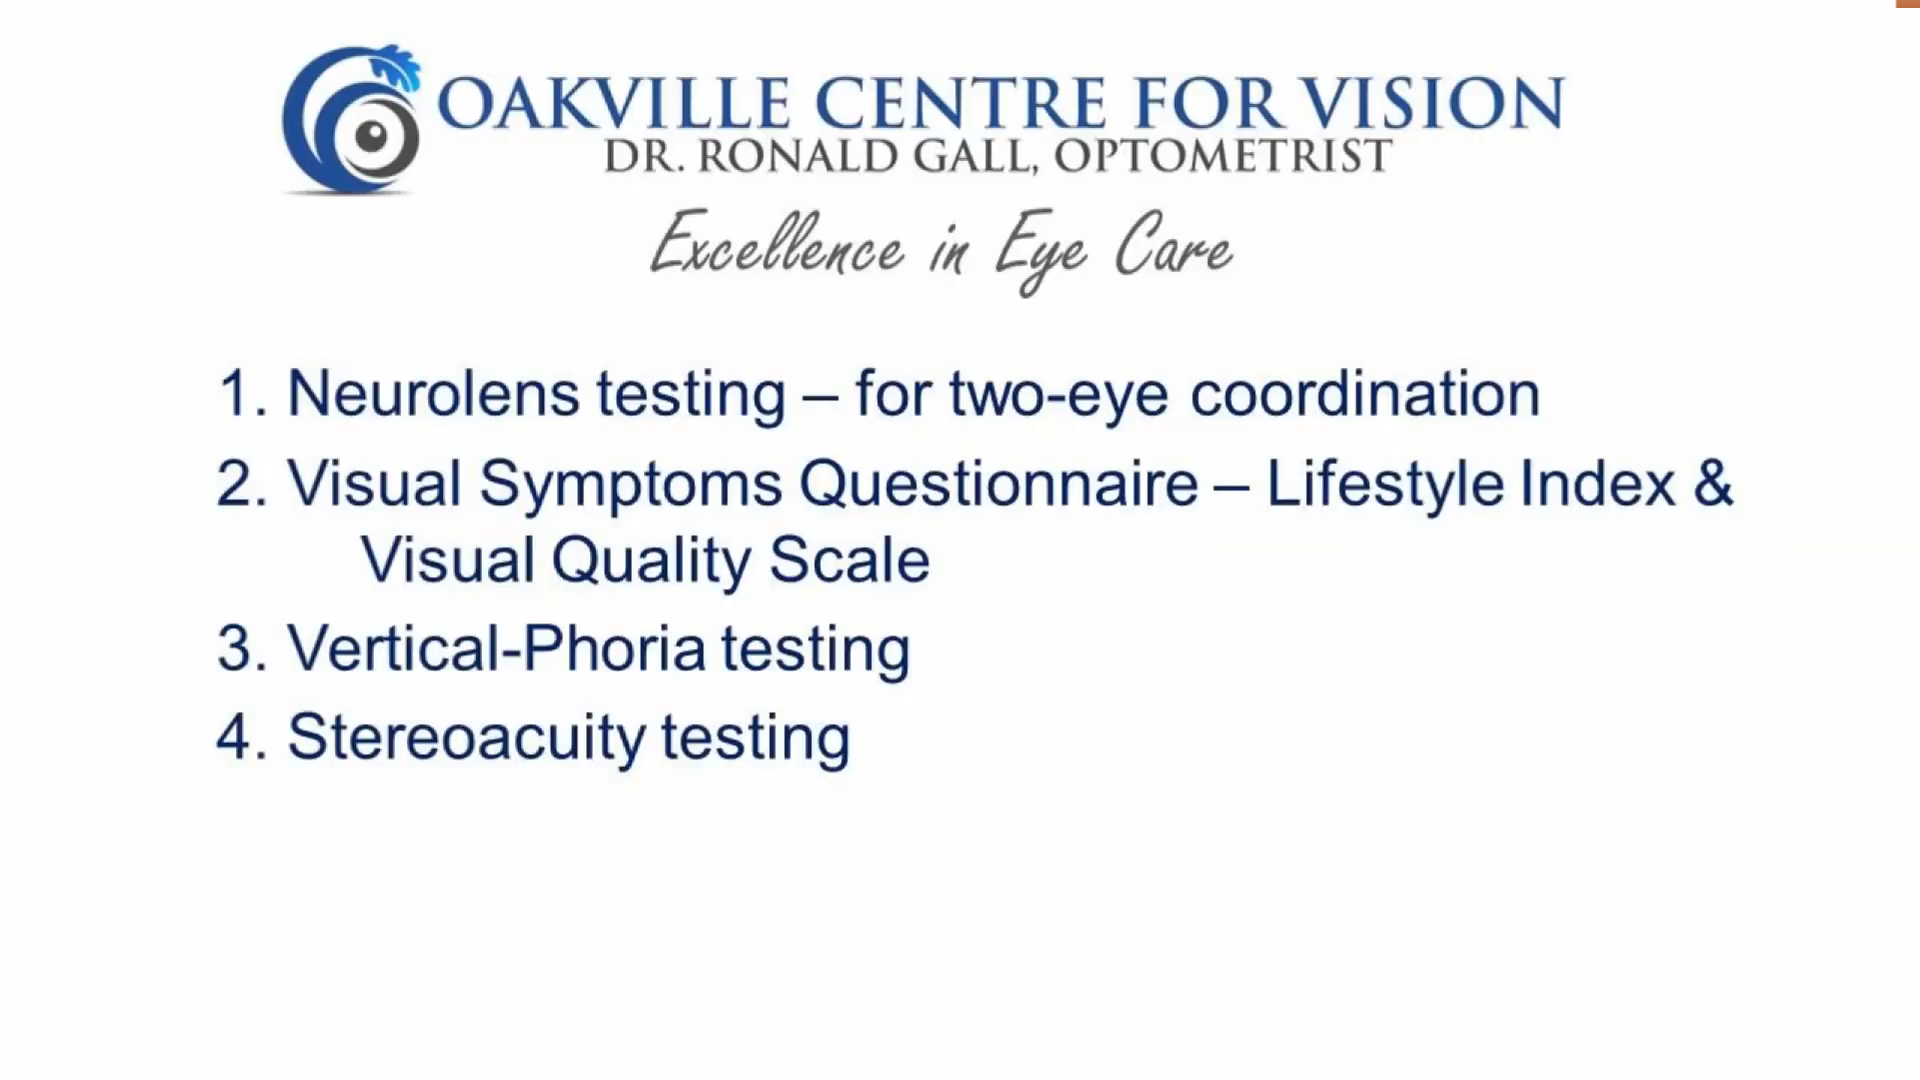 OAKVILLE CENTRE FOR VISION
DR. RONALD GALL, OPTOMETRIST
Excellence in Eye Care
1. Neurolens testing – for two-eye coordination
2. Visual Symptoms Questionnaire – Lifestyle Index &
Visual Quality Scale
3. Vertical-Phoria testing
4. Stereoacuity testing